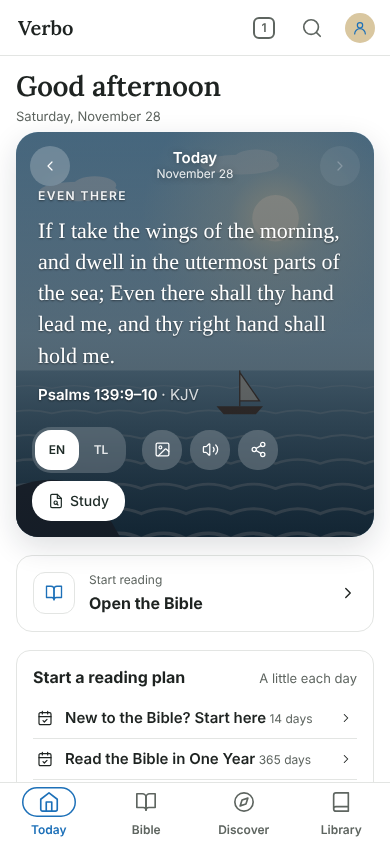 Verbo
1
Good afternoon
Saturday, November 28
Today
November 28
EVEN THERE
If I take the wings of the morning,
and dwell in the uttermost parts of
the sea; Even there shall thy hand
lead me, and thy right hand shall
hold me.
Psalms 139:9–10 · KJV
EN TL
Study
Start reading
Open the Bible
Start a reading plan A little each day
New to the Bible? Start here 14 days
Read the Bible in One Year 365 days
Today Bible Discover Library